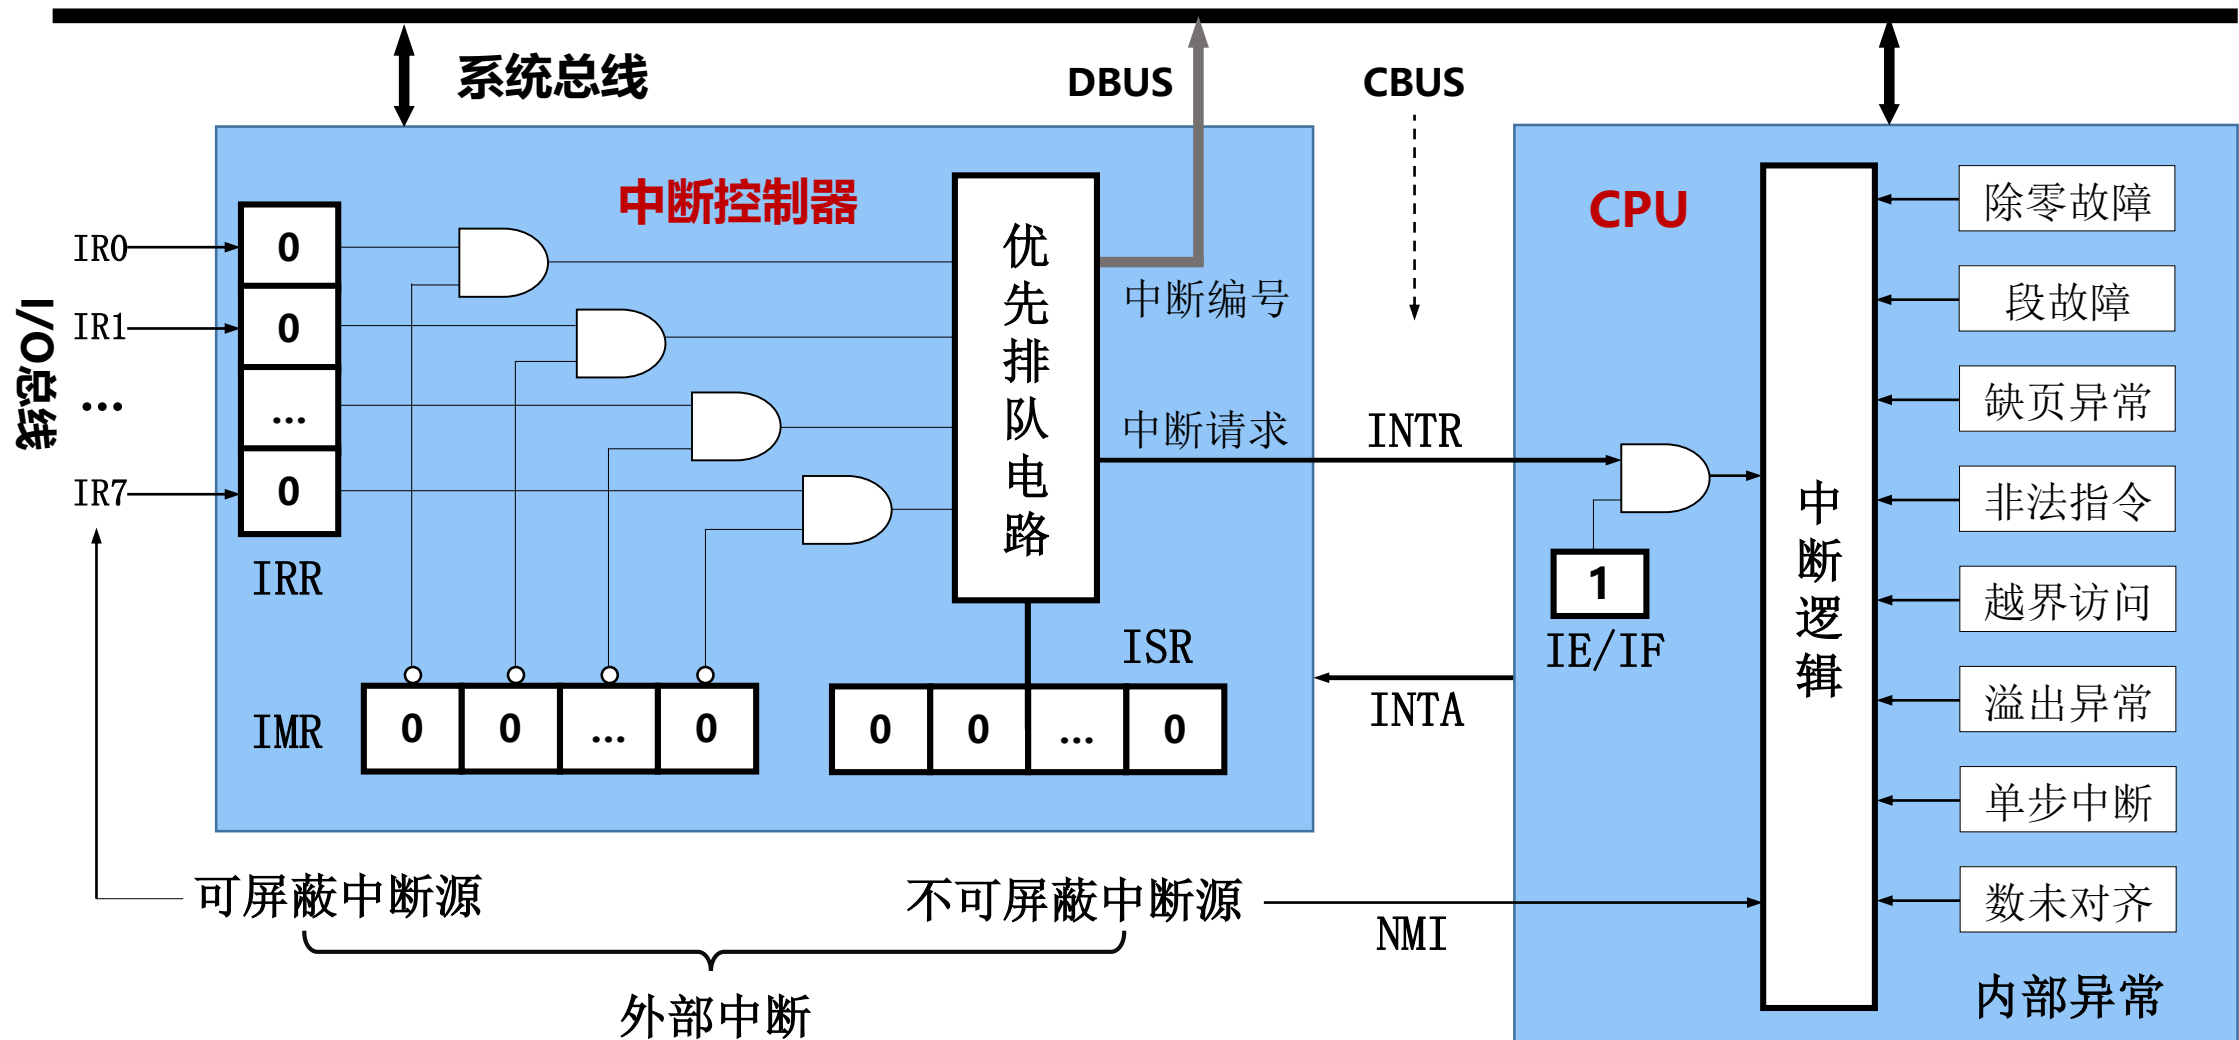 系统总线
DBUS
CBUS
中断控制器
CPU
I/O总线
IR0
IR1
...
IR7
0
0
...
0
IRR
IMR
0
0
...
0
优先排队电路
中断编号
中断请求
ISR
0
0
...
0
INTR
INTA
1
IE/IF
中断逻辑
除零故障
段故障
缺页异常
非法指令
越界访问
溢出异常
单步中断
数未对齐
内部异常
可屏蔽中断源
不可屏蔽中断源
NMI
外部中断